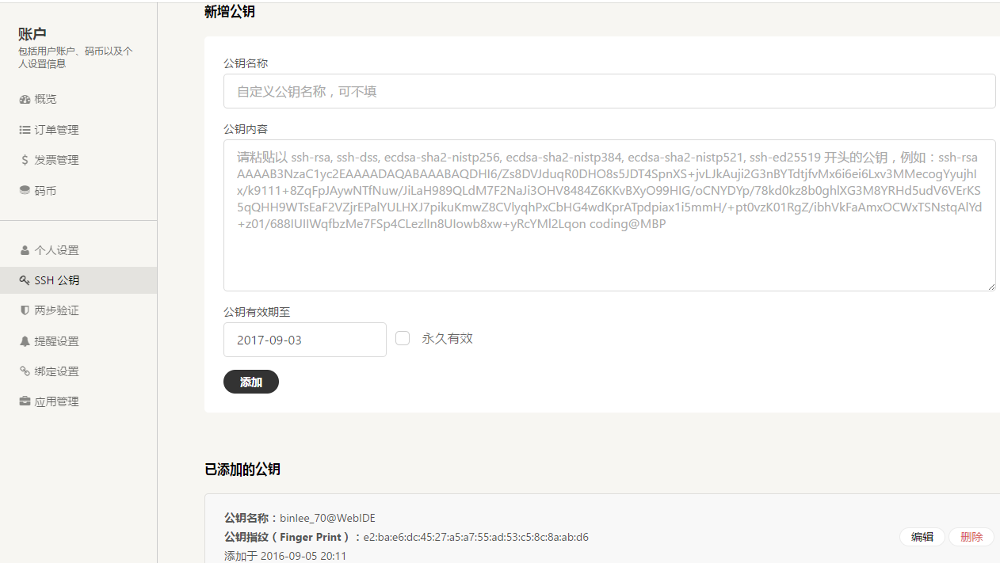 账户
包括用户账户、码币以及个
人设置信息
概览
订单管理
发票管理
码币
个人设置
SSH 公钥
两步验证
提醒设置
绑定设置
应用管理
新增公钥
公钥名称
自定义公钥名称，可不填
公钥内容
请粘贴以 ssh-rsa, ssh-dss, ecdsa-sha2-nistp256, ecdsa-sha2-nistp384, ecdsa-sha2-nistp521, ssh-ed25519 开头的公钥，例如：ssh-rsa
AAAAB3NzaC1yc2EAAAADAQABAAABAQDHI6/Zs8DVJduqR0DHO8s5JDT4SpnXS+jvLJkAuji2G3nBYTdtjfvMx6i6ei6Lxv3MMecogYyujhI
x/k9111+8ZqFpJAywNTfNuw/JiLaH989QLdM7F2NaJi3OHV8484Z6KKvBXyO99HIG/oCNYDYp/78kd0kz8b0ghlXG3M8YRHd5udV6VErKS
5qQHH9WTsEaF2VZjrEPalYULHXJ7pikuKmwZ8CVlyqhPxCbHG4wdKprATpdpiax1i5mmH/+pt0vzK01RgZ/ibhVkFaAmxOCWxTSNstqAlYd
+z01/688IUIIWqfbzMe7FSp4CLezlIn8UIowb8xw+yRcYMl2Lqon coding@MBP
公钥有效期至
2017-09-03
永久有效
添加
已添加的公钥
公钥名称：binlee_70@WebIDE
公钥指纹（Finger Print）：e2:ba:e6:dc:45:27:a5:a7:55:ad:53:c5:8c:8a:ab:d6
添加于 2016-09-05 20:11
编辑
删除